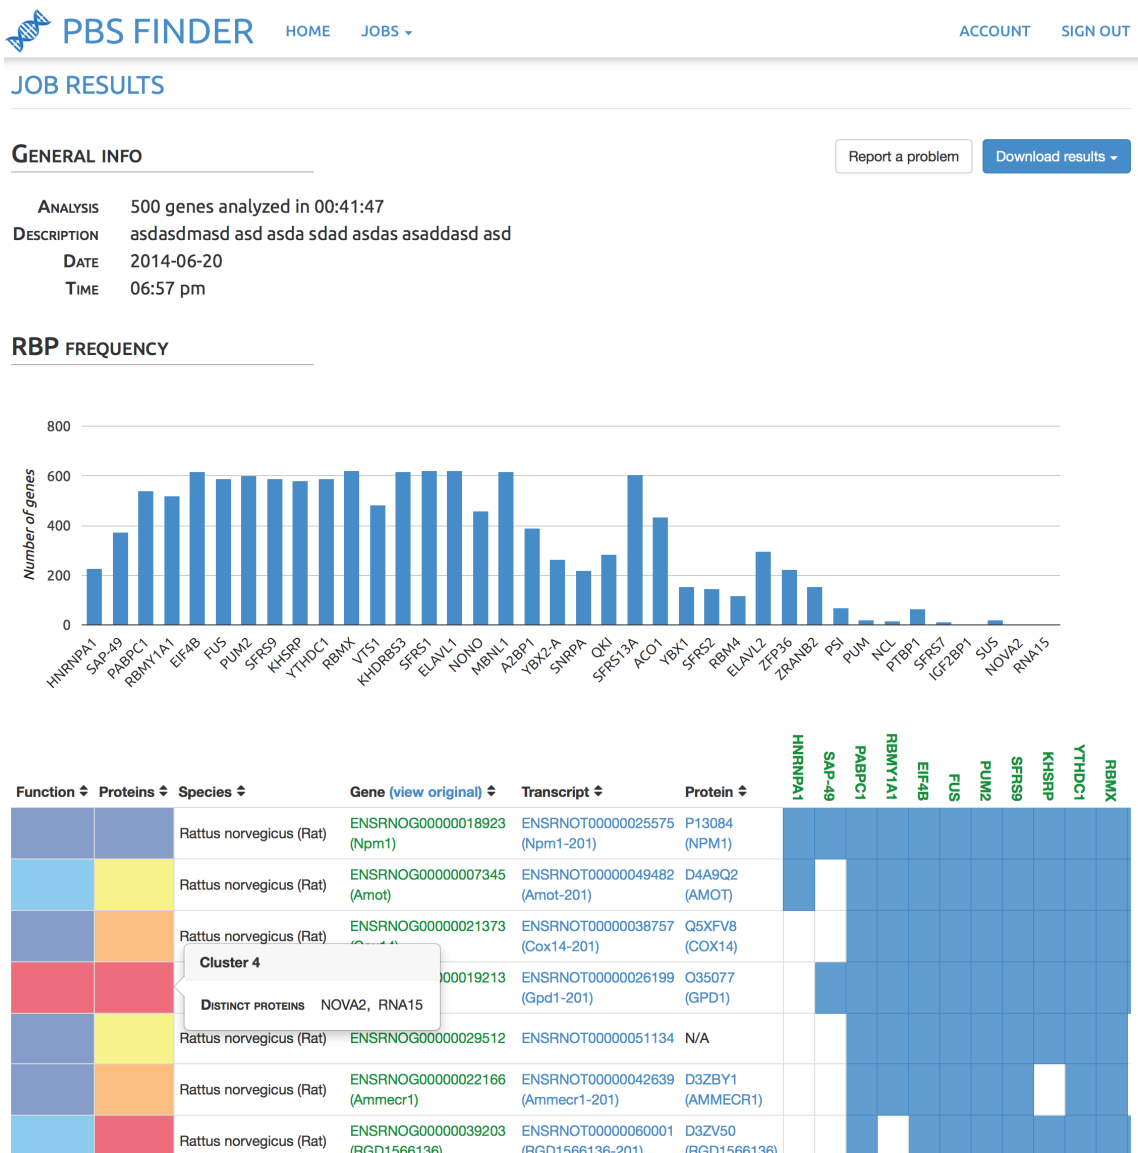 PBS FINDER HOME JOBS ACCOUNT SIGN OUT
JOB RESULTS
GENERAL INFO Report a problem Download results
ANALYSIS 500 genes analyzed in 00:41:47
DESCRIPTION asdasdmasd asd asda sdad asdas asaddasd asd
DATE 2014-06-20
TIME 06:57 pm
RBP FREQUENCY
Number of genes
800
600
400
200
0
HNRNPA1 SAP-49 PABPC1 RBMY1A1 EIF4B FUS PUM2 SFRS9 KHSRP YTHDC1 RBMX VTS1 KHDRBS3 SFRS1 ELAVL1 NONO MBNL1 A2BP1 YBX2-A SNRPA QKI SFRS13A ACO1 YBX1 SFRS2 RBM4 ELAVL2 ZFP36 ZRANB2 PSI PUM NCL PTBP1 SFRS7 IGF2BP1 SUS NOVA2 RNA15
HNRNPA1 SAP-49 PABPC1 RBMY1A1 EIF4B FUS PUM2 SFRS9 KHSRP YTHDC1 RBMX
Function Proteins Species Gene (view original) Transcript Protein
Rattus norvegicus (Rat) ENSRNOG00000018923 ENSRNOT00000025575 P13084
(Npm1) (Npm1-201) (NPM1)
Rattus norvegicus (Rat) ENSRNOG00000007345 ENSRNOT00000049482 D4A9Q2
(Amot) (Amot-201) (AMOT)
Rattus norvegicus (Rat) ENSRNOG00000021373 ENSRNOT00000038757 Q5XFV8
(Cox14-201) (COX14)
Cluster 4
DISTINCT PROTEINS NOVA2, RNA15
00019213 ENSRNOT00000026199 O35077
(Gpd1-201) (GPD1)
Rattus norvegicus (Rat) ENSRNOG00000029512 ENSRNOT00000051134 N/A
Rattus norvegicus (Rat) ENSRNOG00000022166 ENSRNOT00000042639 D3ZBY1
(Ammecr1) (Ammecr1-201) (AMMECR1)
Rattus norvegicus (Rat) ENSRNOG00000039203 ENSRNOT00000060001 D3ZV50
(RGD1566136) (RGD1566136-201) (RGD1566136)